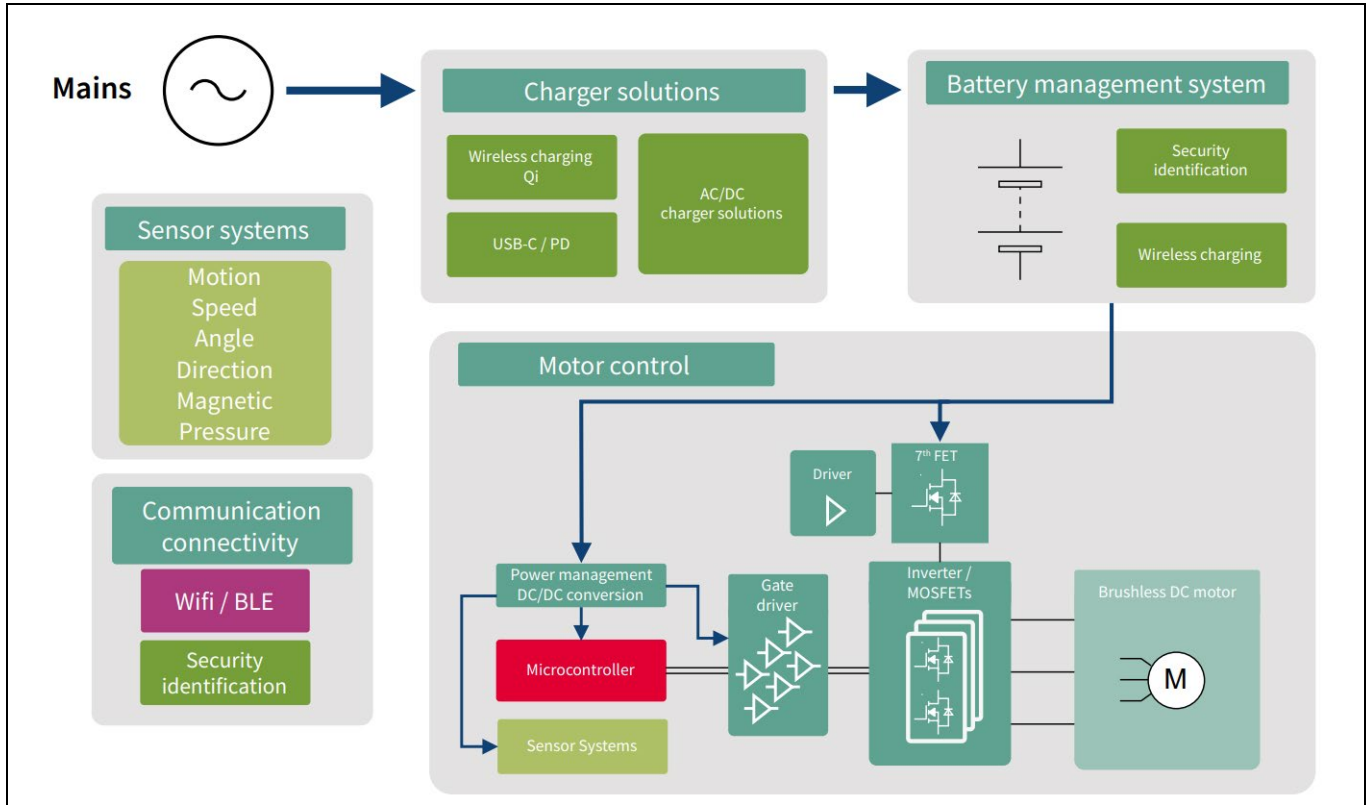 Mains
Charger solutions
Wireless charging
Qi
USB-C / PD
AC/DC
charger solutions
Battery management system
Security
identification
Wireless charging
Sensor systems
Motion
Speed
Angle
Direction
Magnetic
Pressure
Communication
connectivity
Wifi / BLE
Security
identification
Motor control
Driver
7th FET
Power management
DC/DC conversion
Microcontroller
Sensor Systems
Gate
driver
Inverter /
MOSFETs
Brushless DC motor
M